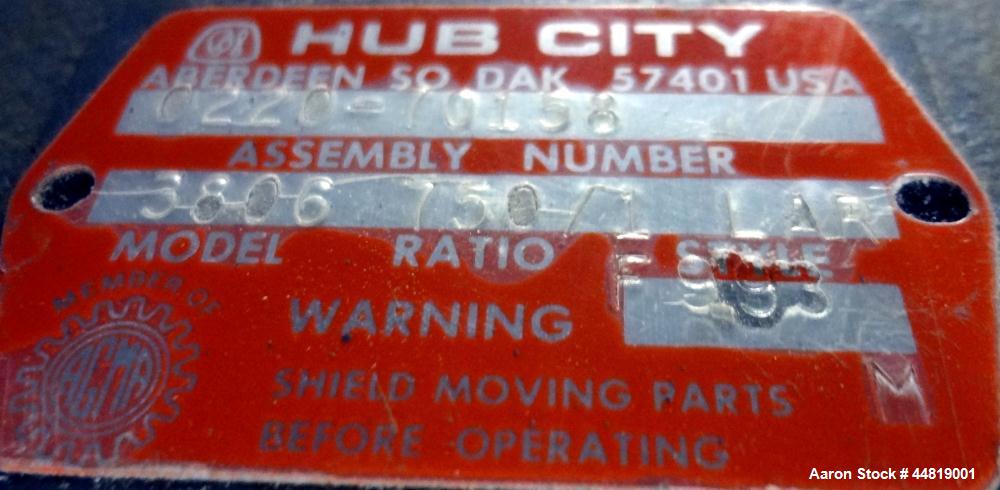 HUB CITY
ABERDEEN SO. DAK. 57401 USA
0220-70158
ASSEMBLY NUMBER
3806 750/1 LAR
MODEL RATIO STYLE
MEMBER OF
AGMA
WARNING
M
SHIELD MOVING PARTS
BEFORE OPERATING
Aaron Stock # 44819001